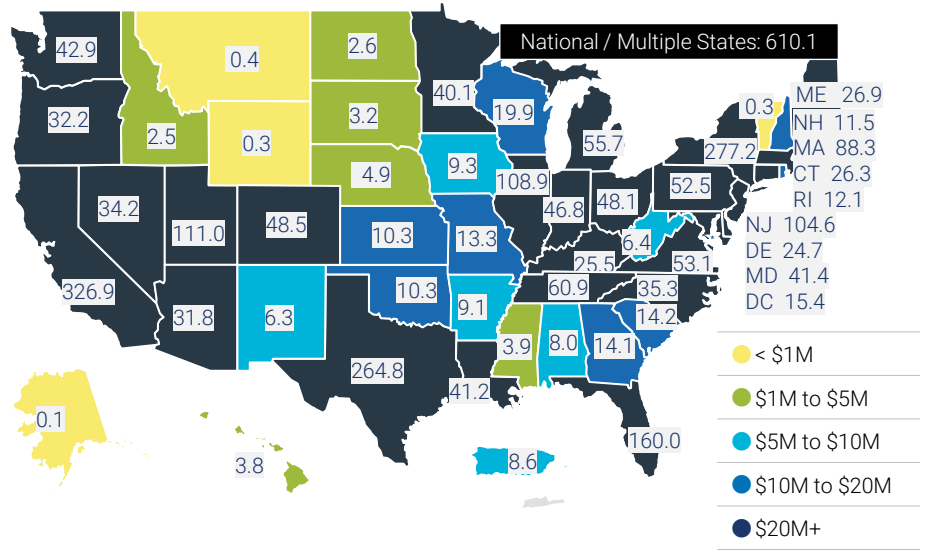 National / Multiple States: 610.1
42.9
0.4
2.6
40.1
19.9
0.3
ME 26.9
NH 11.5
MA 88.3
CT 26.3
RI 12.1
NJ 104.6
DE 24.7
MD 41.4
DC 15.4
32.2
2.5
0.3
3.2
55.7
277.2
4.9
9.3
108.9
52.5
34.2
111.0
48.5
10.3
13.3
46.8
48.1
6.4
25.5
53.1
326.9
31.8
6.3
10.3
9.1
60.9
35.3
14.2
264.8
41.2
3.9
8.0
14.1
160.0
0.1
3.8
8.6
< $1M
$1M to $5M
$5M to $10M
$10M to $20M
$20M+